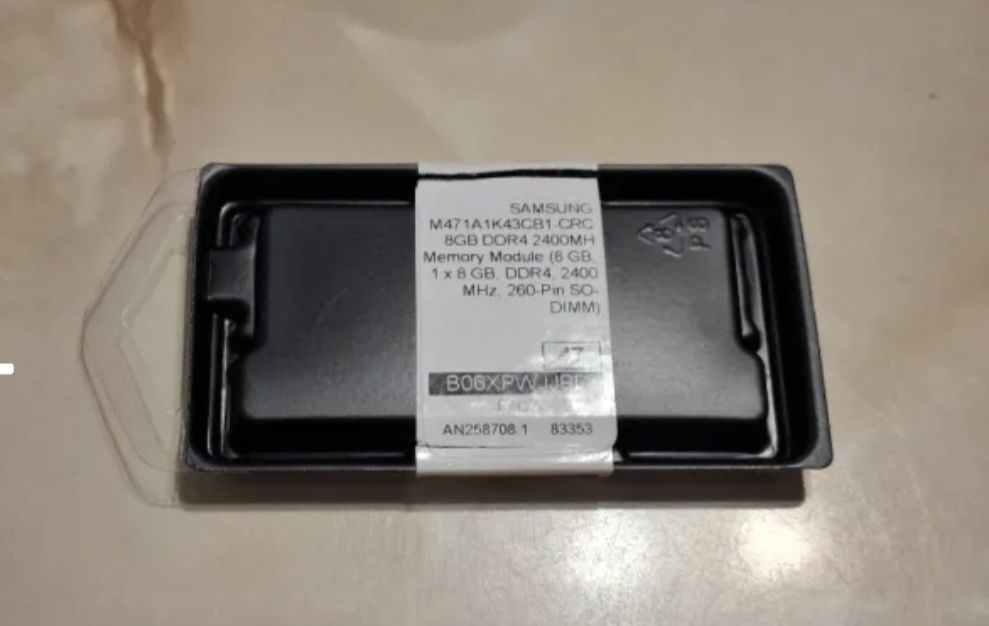 SAMSUNG
M471A1K43CB1-CRC
8GB DDR4 2400MH
Memory Module (8 GB,
1 x 8 GB, DDR4, 2400
MHz, 260-Pin SO-
DIMM)
AN258708.1 83353